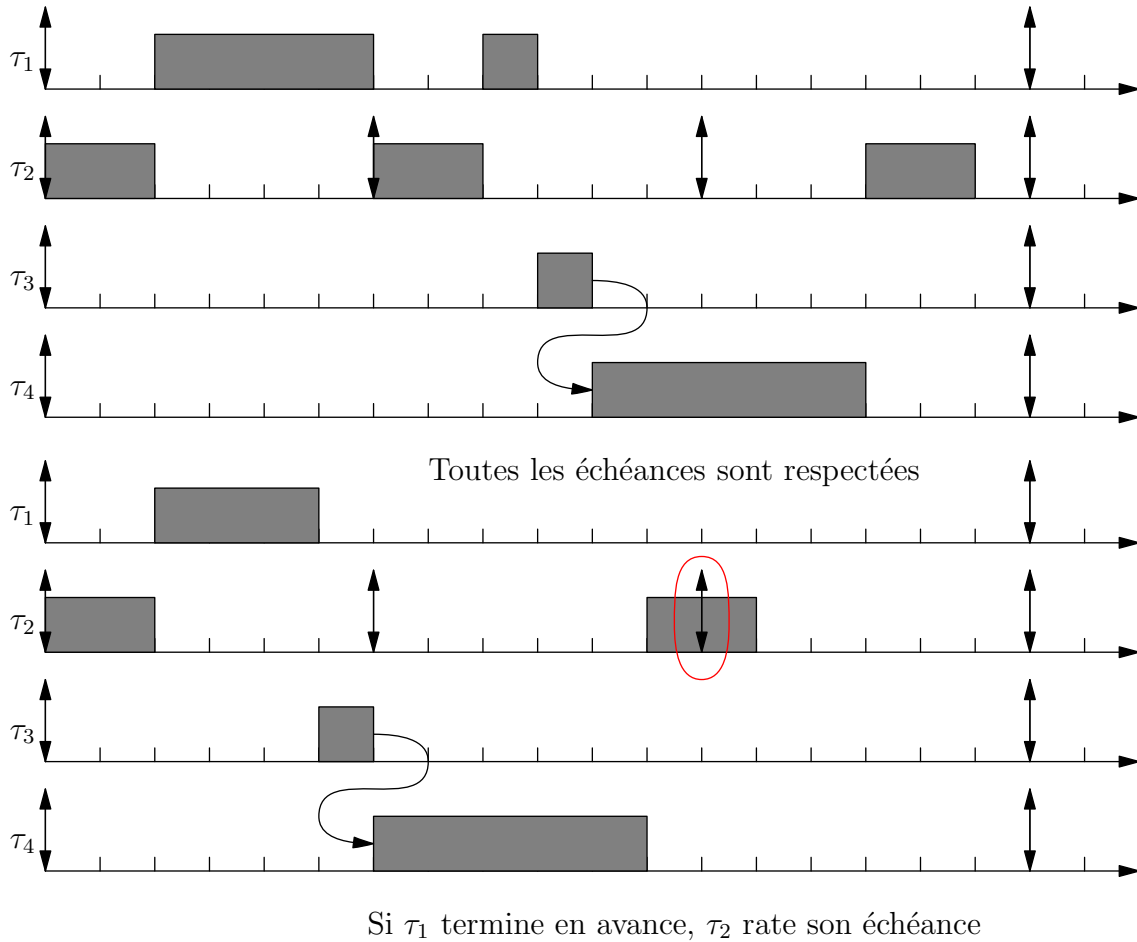 τ₁
τ₂
τ₃
τ₄
Toutes les échéances sont respectées
τ₁
τ₂
τ₃
τ₄
Si τ₁ termine en avance, τ₂ rate son échéance